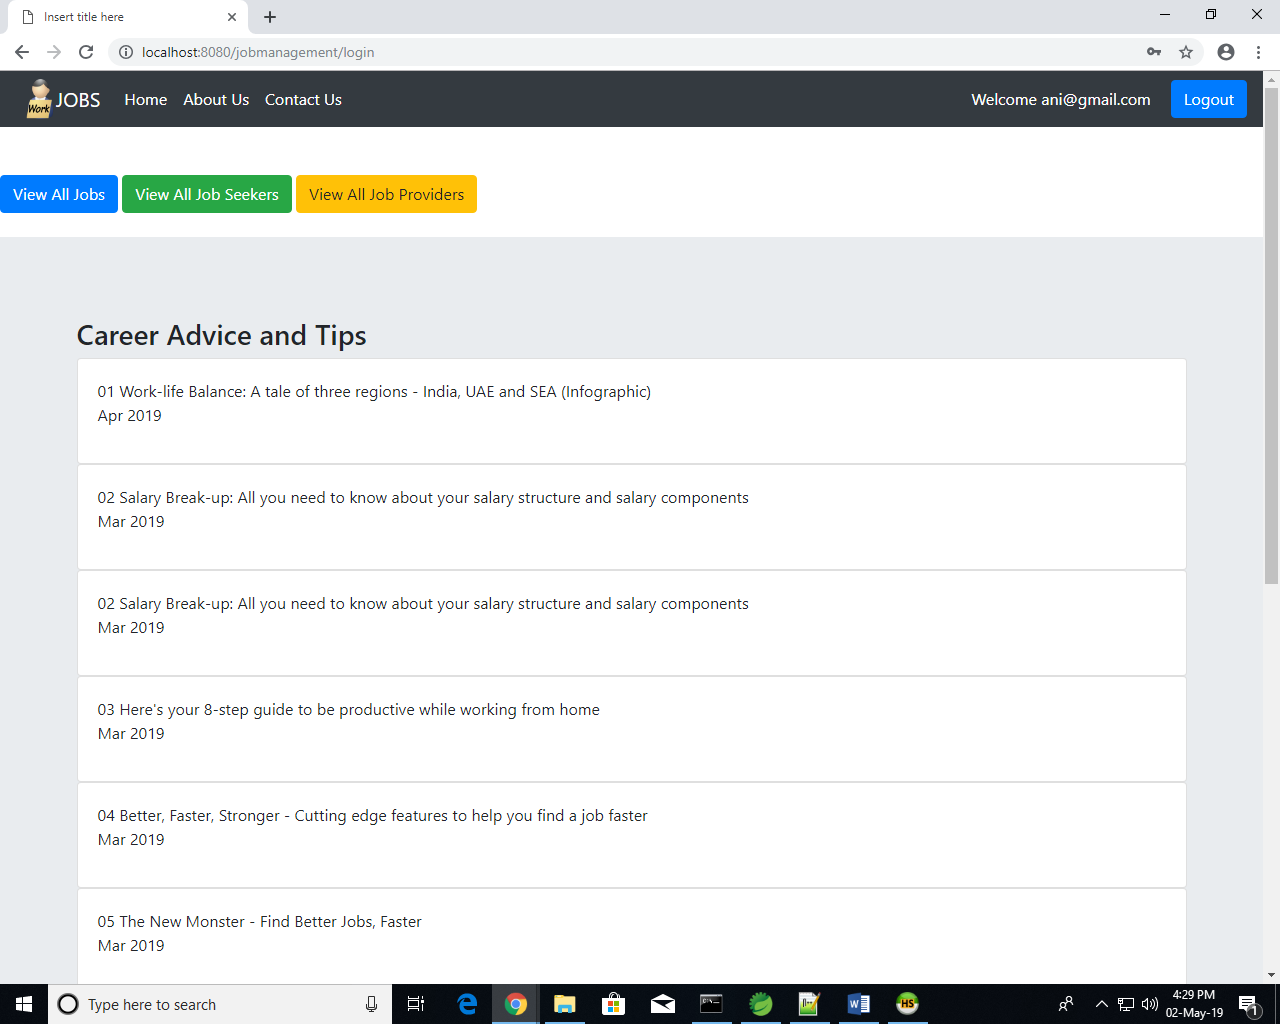 Insert title here
localhost:8080/jobmanagement/login
Work JOBS Home About Us Contact Us Welcome ani@gmail.com Logout
View All Jobs View All Job Seekers View All Job Providers
Career Advice and Tips
01 Work-life Balance: A tale of three regions - India, UAE and SEA (Infographic)
Apr 2019
02 Salary Break-up: All you need to know about your salary structure and salary components
Mar 2019
02 Salary Break-up: All you need to know about your salary structure and salary components
Mar 2019
03 Here's your 8-step guide to be productive while working from home
Mar 2019
04 Better, Faster, Stronger - Cutting edge features to help you find a job faster
Mar 2019
05 The New Monster - Find Better Jobs, Faster
Mar 2019
Type here to search
HS
4:29 PM
02-May-19
1